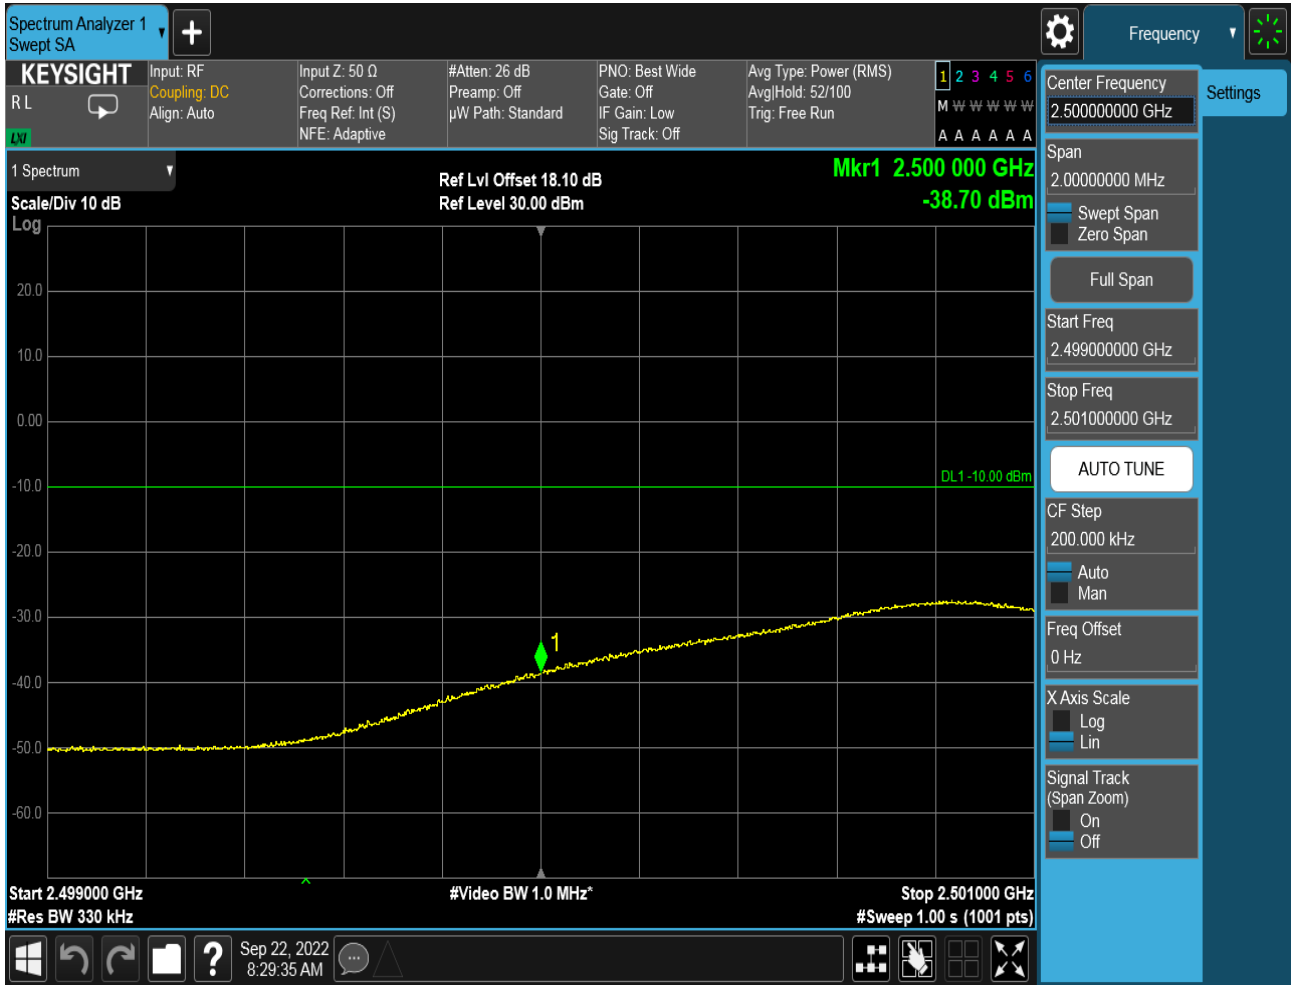 Spectrum Analyzer 1
Swept SA
+
Frequency
KEYSIGHT
R L
LXI
Input: RF
Coupling: DC
Align: Auto
Input Z: 50 Ω
Corrections: Off
Freq Ref: Int (S)
NFE: Adaptive
#Atten: 26 dB
Preamp: Off
µW Path: Standard
PNO: Best Wide
Gate: Off
IF Gain: Low
Sig Track: Off
Avg Type: Power (RMS)
Avg|Hold: 52/100
Trig: Free Run
1 2 3 4 5 6
M W W W W W
A A A A A A
1 Spectrum
Scale/Div 10 dB
Log
Ref Lvl Offset 18.10 dB
Ref Level 30.00 dBm
Mkr1 2.500 000 GHz
-38.70 dBm
20.0
10.0
0.00
-10.0
-20.0
-30.0
-40.0
-50.0
-60.0
DL1 -10.00 dBm
1
Start 2.499000 GHz
#Res BW 330 kHz
#Video BW 1.0 MHz*
Stop 2.501000 GHz
#Sweep 1.00 s (1001 pts)
Center Frequency
2.500000000 GHz
Settings
Span
2.00000000 MHz
Swept Span
Zero Span
Full Span
Start Freq
2.499000000 GHz
Stop Freq
2.501000000 GHz
AUTO TUNE
CF Step
200.000 kHz
Auto
Man
Freq Offset
0 Hz
X Axis Scale
Log
Lin
Signal Track
(Span Zoom)
On
Off
?
Sep 22, 2022
8:29:35 AM